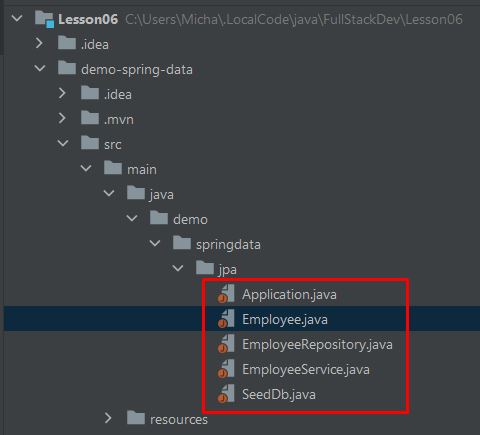 Lesson06 C:\Users\Micha\.LocalCode\java\FullStackDev\Lesson06
.idea
demo-spring-data
.idea
.mvn
src
main
java
demo
springdata
jpa
Application.java
Employee.java
EmployeeRepository.java
EmployeeService.java
SeedDb.java
resources